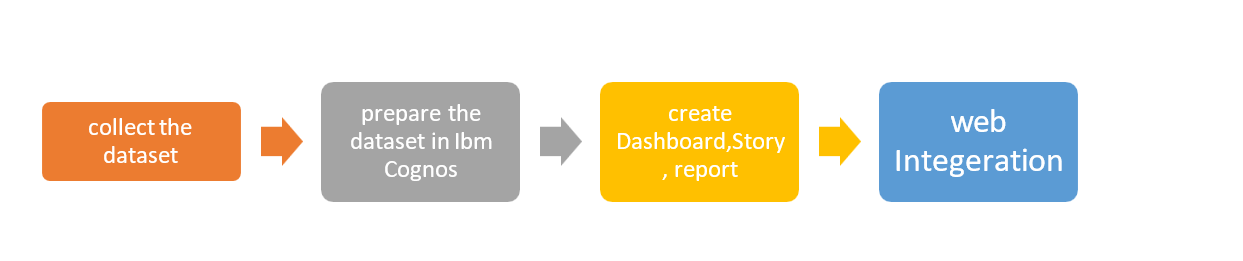 collect the
dataset
prepare the
dataset in Ibm
Cognos
create
Dashboard,Story
, report
web
Integeration